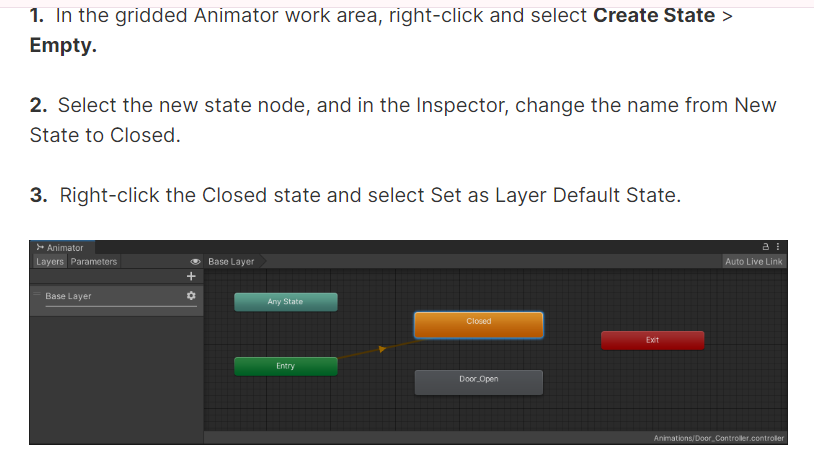 1. In the gridded Animator work area, right-click and select Create State >
Empty.
2. Select the new state node, and in the Inspector, change the name from New
State to Closed.
3. Right-click the Closed state and select Set as Layer Default State.
Animator
Layers Parameters
Base Layer
Auto Live Link
Base Layer
Any State
Closed
Exit
Entry
Door_Open
Animations/Door_Controller.controller